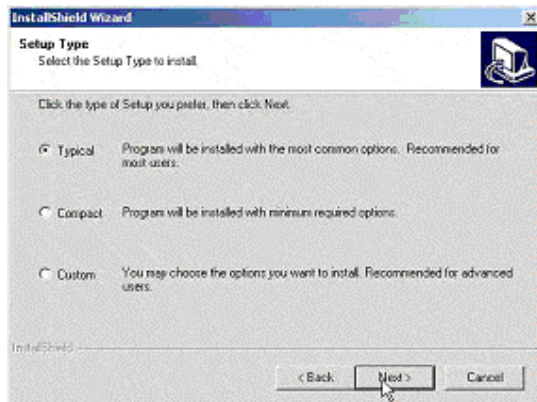 InstallShield Wizard
Setup Type
Select the Setup Type to install.
Click the type of Setup you prefer, then click Next.
Typical Program will be installed with the most common options. Recommended for
most users.
Compact Program will be installed with minimum required options.
Custom You may choose the options you want to install. Recommended for advanced
users.
InstallShield
< Back Next > Cancel